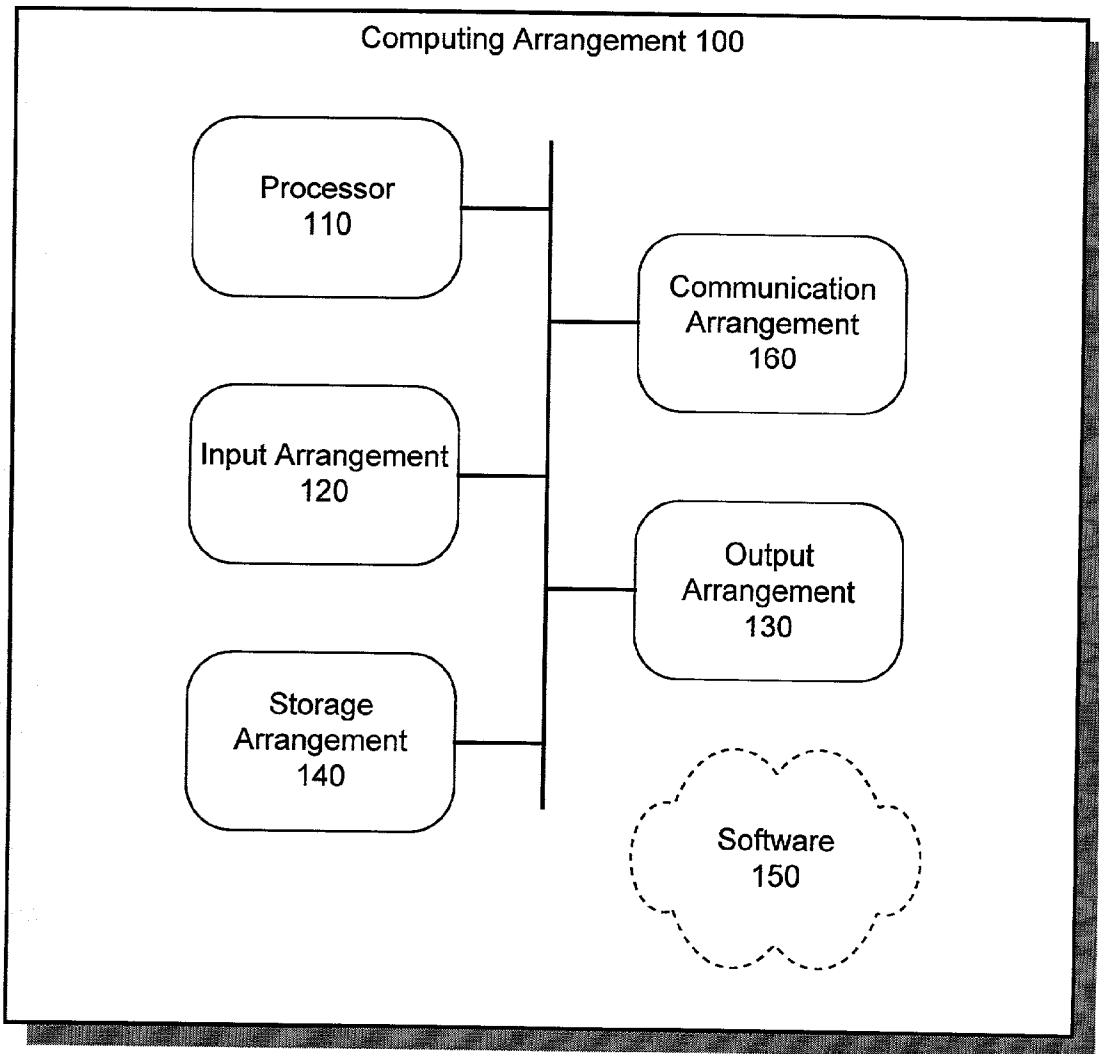 Computing Arrangement 100
Processor
110
Communication
Arrangement
160
Input Arrangement
120
Output
Arrangement
130
Storage
Arrangement
140
Software
150